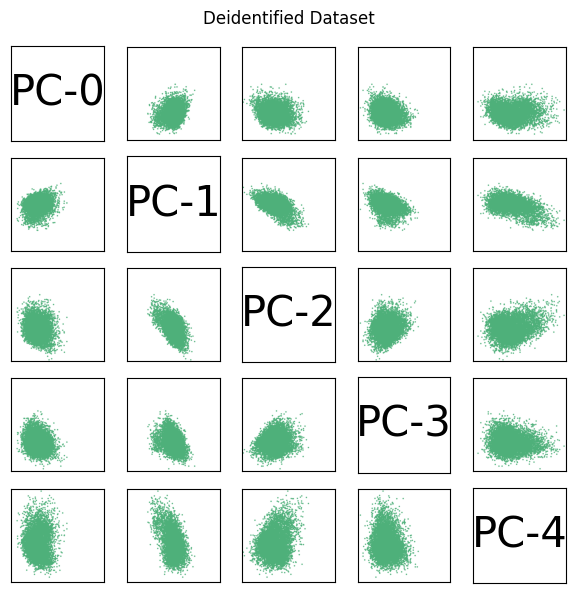 Deidentified Dataset
PC-0
PC-1
PC-2
PC-3
PC-4